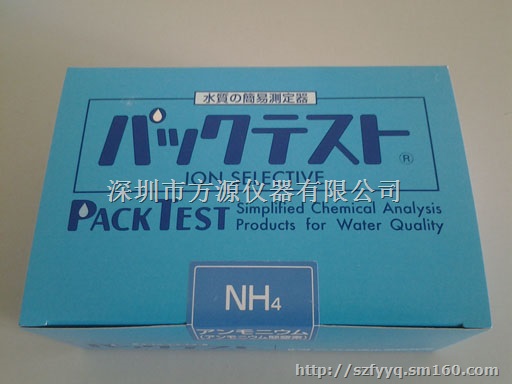 水質の簡易測定器
パックテスト®
ION SELECTIVE
深圳市方源仪器有限公司
PACK TEST Simplified Chemical Analysis
Products for Water Quality
NH4
アンモニウム
http://szfyyq.sm160.com/